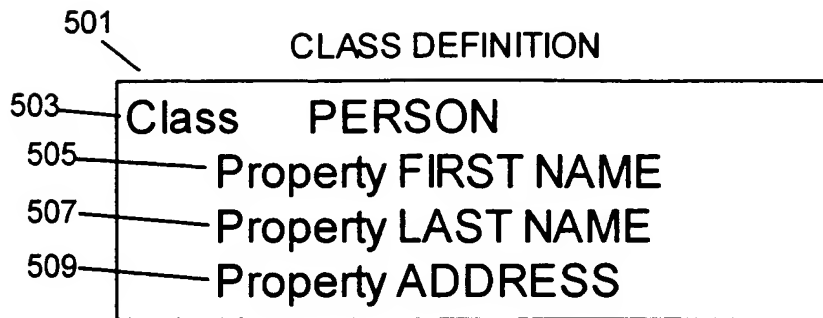 501
CLASS DEFINITION
503 Class PERSON
505 Property FIRST NAME
507 Property LAST NAME
509 Property ADDRESS